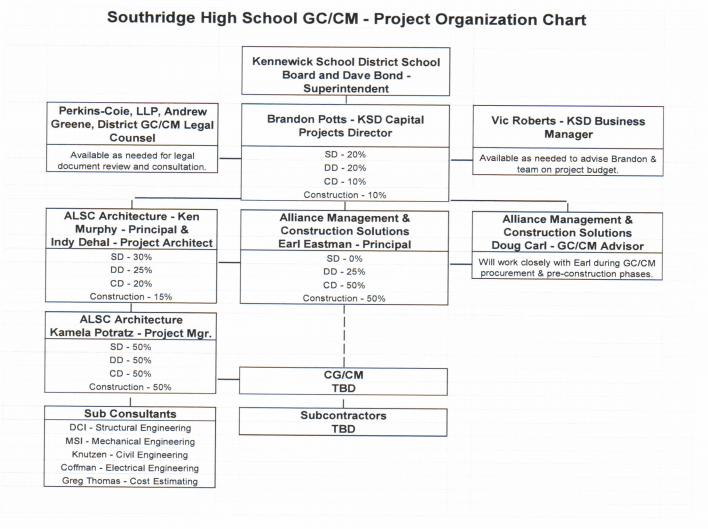 Southridge High School GC/CM - Project Organization Chart
Kennewick School District School
Board and Dave Bond -
Superintendent
Perkins-Coie, LLP, Andrew
Greene, District GC/CM Legal
Counsel
Available as needed for legal
document review and consultation.
Brandon Potts - KSD Capital
Projects Director
SD - 20%
DD - 20%
CD - 10%
Construction - 10%
Vic Roberts - KSD Business
Manager
Available as needed to advise Brandon &
team on project budget.
ALSC Architecture - Ken
Murphy - Principal &
Indy Dehal - Project Architect
SD - 30%
DD - 25%
CD - 20%
Construction - 15%
Alliance Management &
Construction Solutions
Earl Eastman - Principal
SD - 0%
DD - 25%
CD - 50%
Construction - 50%
Alliance Management &
Construction Solutions
Doug Carl - GC/CM Advisor
Will work closely with Earl during GC/CM
procurement & pre-construction phases.
ALSC Architecture
Kamela Potratz - Project Mgr.
SD - 50%
DD - 50%
CD - 50%
Construction - 50%
CG/CM
TBD
Sub Consultants
DCI - Structural Engineering
MSI - Mechanical Engineering
Knutzen - Civil Engineering
Coffman - Electrical Engineering
Greg Thomas - Cost Estimating
Subcontractors
TBD